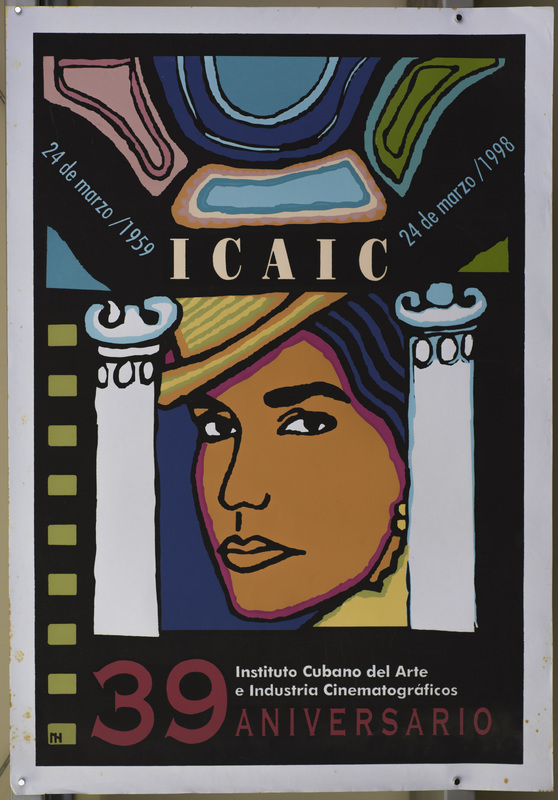 24 de marzo /1959
24 de marzo /1998
ICAIC
39
Instituto Cubano del Arte
e Industria Cinematográficos
ANIVERSARIO